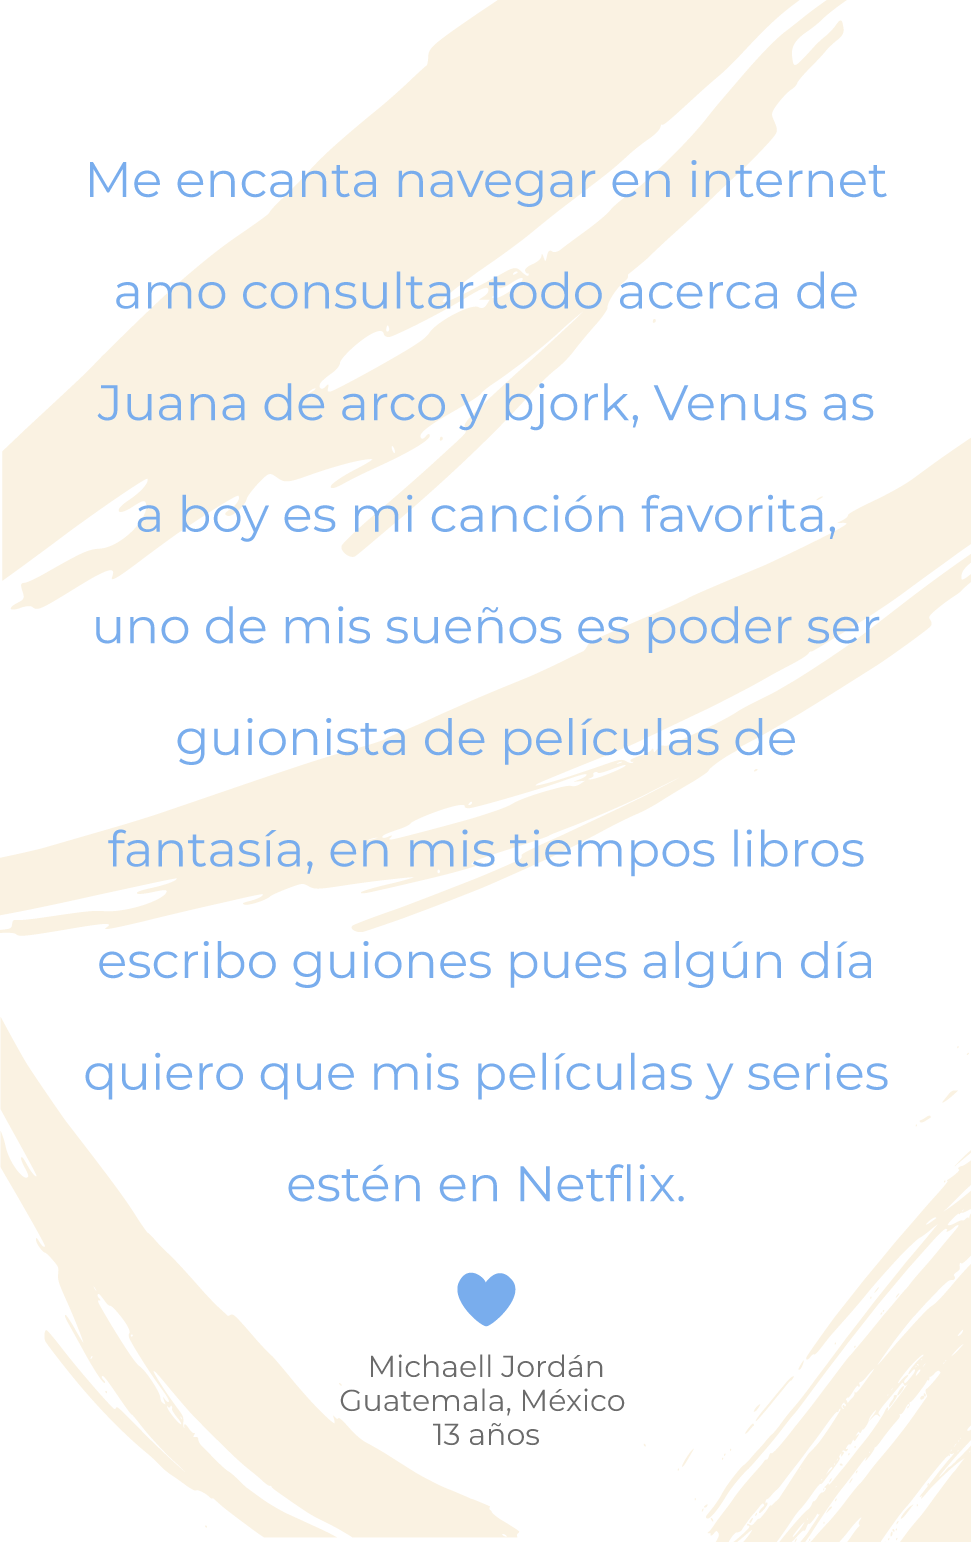 Me encanta navegar en internet
amo consultar todo acerca de
Juana de arco y bjork, Venus as
a boy es mi canción favorita,
uno de mis sueños es poder ser
guionista de películas de
fantasía, en mis tiempos libros
escribo guiones pues algún día
quiero que mis películas y series
estén en Netflix.
Michaell Jordán
Guatemala, México
13 años